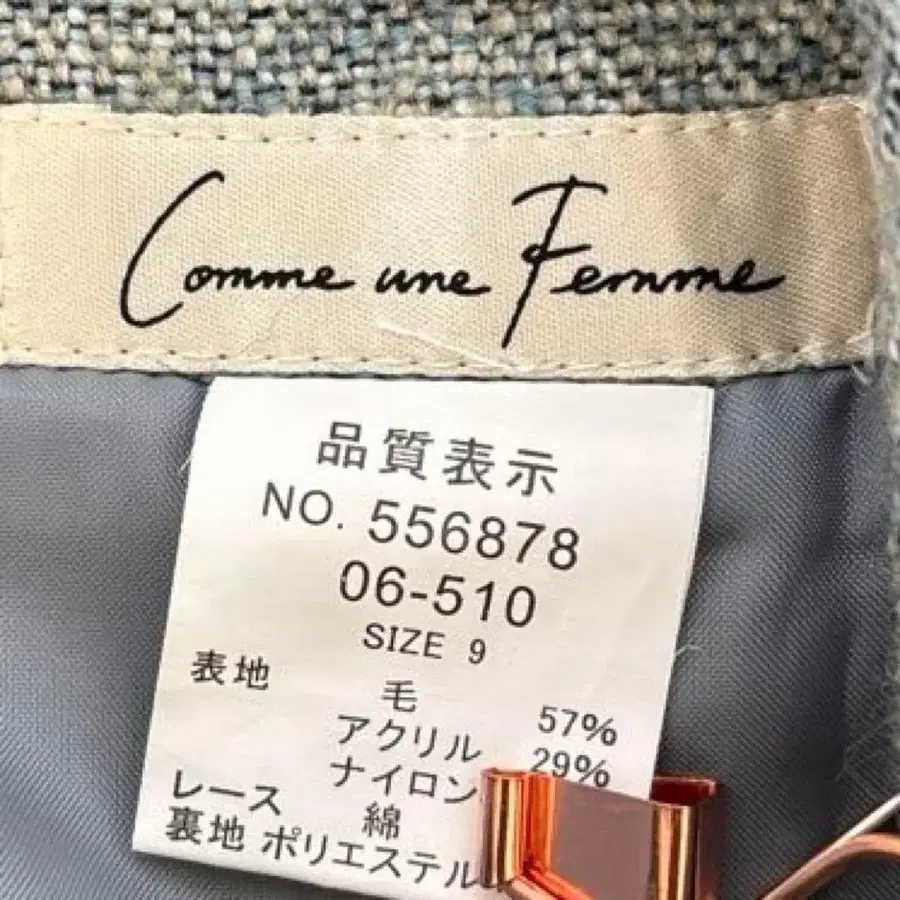 Comme une Femme
品質表示
NO. 556878
06-510
SIZE 9
表地 毛 57%
アクリル 29%
ナイロン
レース 綿
裏地 ポリエステル